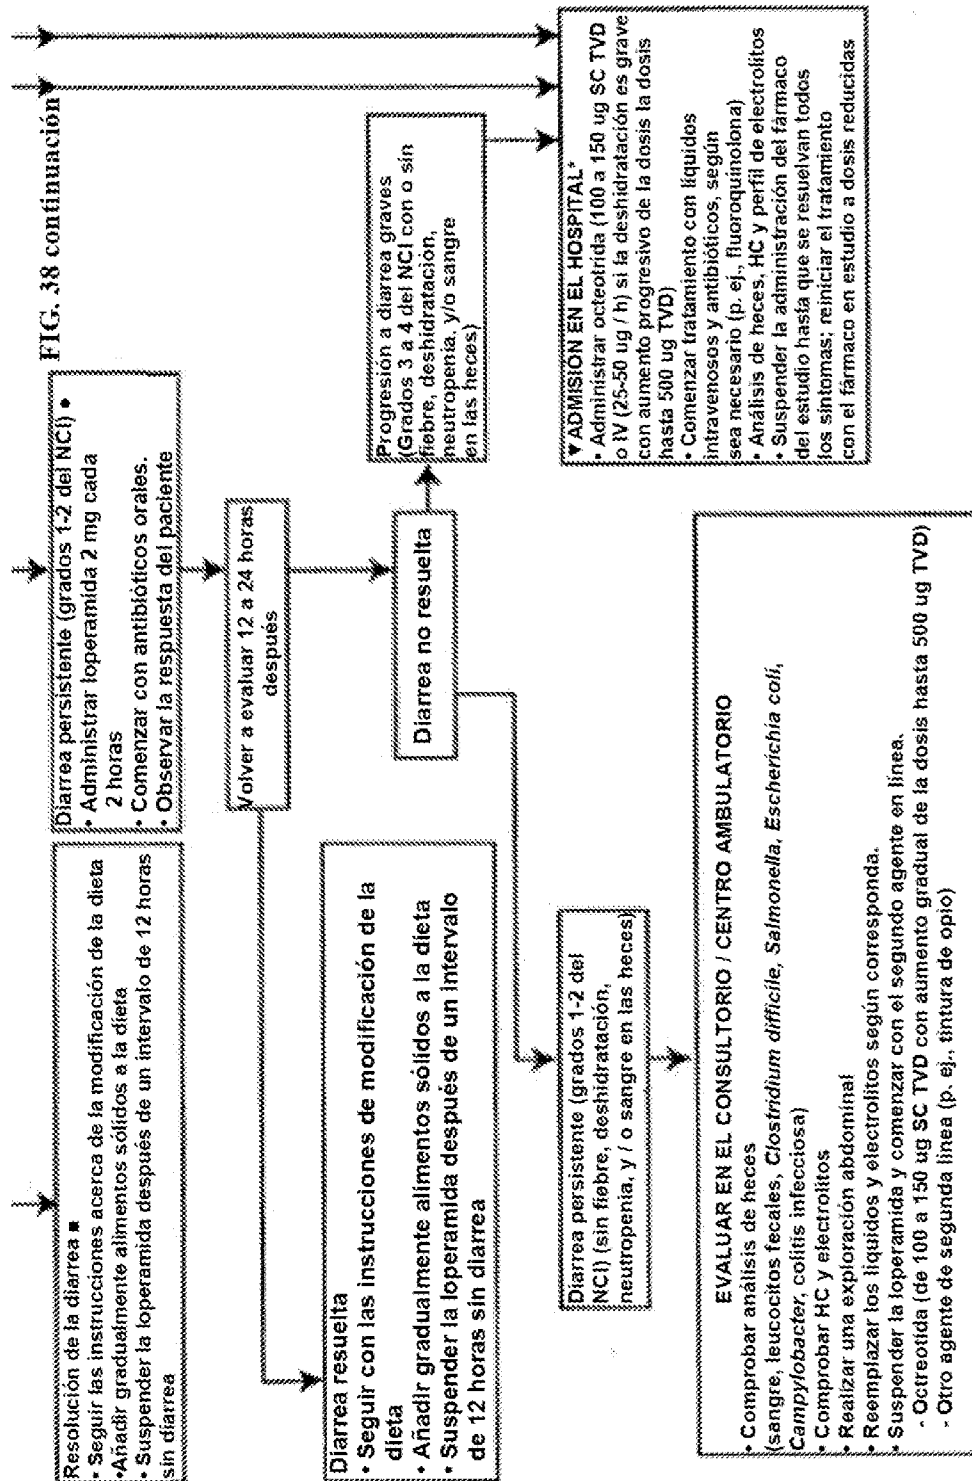 FIG. 38 continuación
Resolución de la diarrea ■
• Seguir las instrucciones acerca de la modificación de la dieta
•Añadir gradualmente alimentos sólidos a la dieta
• Suspender la loperamida después de un intervalo de 12 horas
sin diarrea
Diarrea persistente (grados 1-2 del NCI) •
• Administrar loperamida 2 mg cada
2 horas
• Comenzar con antibióticos orales.
• Observar la respuesta del paciente
Volver a evaluar 12 a 24 horas
después
Diarrea resuelta
• Seguir con las instrucciones de modificación de la
dieta
• Añadir gradualmente alimentos sólidos a la dieta
• Suspender la loperamida después de un intervalo
de 12 horas sin diarrea
Diarrea no resuelta
Progresión a diarrea graves
(Grados 3 a 4 del NCI con o sin
fiebre, deshidratación,
neutropenia, y/o sangre
en las heces)
Diarrea persistente (grados 1-2 del
NCI) (sin fiebre, deshidratación,
neutropenia, y / o sangre en las heces)
▼ADMISIÓN EN EL HOSPITAL*
• Administrar octeotrida (100 a 150 ug SC TVD
o IV (25-50 ug / h) si la deshidratación es grave
con aumento progresivo de la dosis la dosis
hasta 500 ug TVD)
• Comenzar tratamiento con líquidos
intravenosos y antibióticos, según
sea necesario (p. ej., fluoroquinolona)
• Análisis de heces, HC y perfil de electrolitos
• Suspender la administración del fármaco
del estudio hasta que se resuelvan todos
los síntomas; reiniciar el tratamiento
con el fármaco en estudio a dosis reducidas
EVALUAR EN EL CONSULTORIO / CENTRO AMBULATORIO
• Comprobar análisis de heces
(sangre, leucocitos fecales, Clostridium difficile, Salmonella, Escherichia coli,
Campylobacter, colitis infecciosa)
• Comprobar HC y electrolitos
• Realizar una exploración abdominal
• Reemplazar los líquidos y electrolitos según corresponda.
• Suspender la loperamida y comenzar con el segundo agente en línea.
- Octreotida (de 100 a 150 ug SC TVD con aumento gradual de la dosis hasta 500 ug TVD)
- Otro agente de segunda línea (p. ej., tintura de opio)